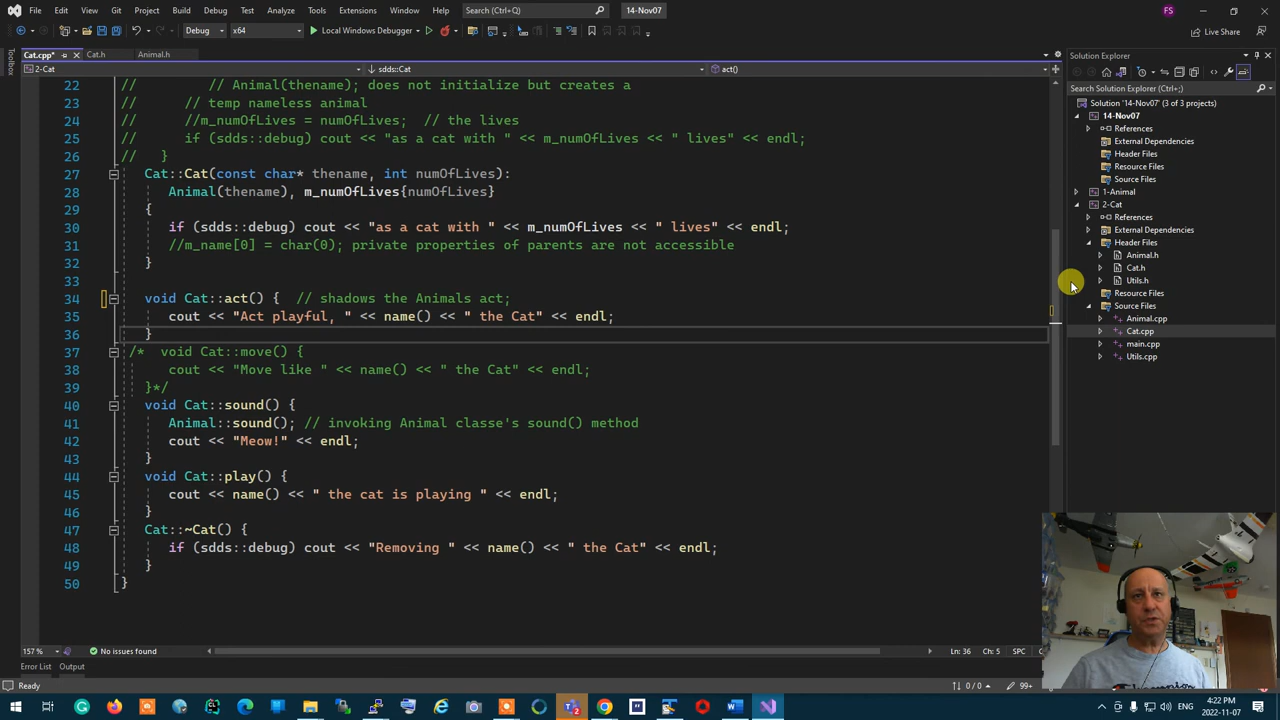 File Edit View Git Project Build Debug Test Analyze Tools Extensions Window Help Search (Ctrl+Q) 14-Nov07 FS
Debug x64 Local Windows Debugger Live Share
Toolbox
Cat.cpp* Cat.h Animal.h
2-Cat sdds::Cat act()
22 // // Animal(thename); does not initialize but creates a
23 // // temp nameless animal
24 // //m_numOfLives = numOfLives; // the lives
25 // if (sdds::debug) cout << "as a cat with " << m_numOfLives << " lives" << endl;
26 // }
27 Cat::Cat(const char* thename, int numOfLives):
28 Animal(thename), m_numOfLives{numOfLives}
29 {
30 if (sdds::debug) cout << "as a cat with " << m_numOfLives << " lives" << endl;
31 //m_name[0] = char(0); private properties of parents are not accessible
32 }
33
34 void Cat::act() { // shadows the Animals act;
35 cout << "Act playful, " << name() << " the Cat" << endl;
36 }
37 /* void Cat::move() {
38 cout << "Move like " << name() << " the Cat" << endl;
39 }*/
40 void Cat::sound() {
41 Animal::sound(); // invoking Animal classe's sound() method
42 cout << "Meow!" << endl;
43 }
44 void Cat::play() {
45 cout << name() << " the cat is playing " << endl;
46 }
47 Cat::~Cat() {
48 if (sdds::debug) cout << "Removing " << name() << " the Cat" << endl;
49 }
50 }
157 % No issues found Ln: 36 Ch: 5 SPC
Error List Output
Ready 0 / 0 99+
Solution Explorer
Search Solution Explorer (Ctrl+;)
Solution '14-Nov07' (3 of 3 projects)
14-Nov07
References
External Dependencies
Header Files
Resource Files
Source Files
1-Animal
2-Cat
References
External Dependencies
Header Files
Animal.h
Cat.h
Utils.h
Resource Files
Source Files
Animal.cpp
Cat.cpp
main.cpp
Utils.cpp
ENG 4:22 PM
2022-11-07